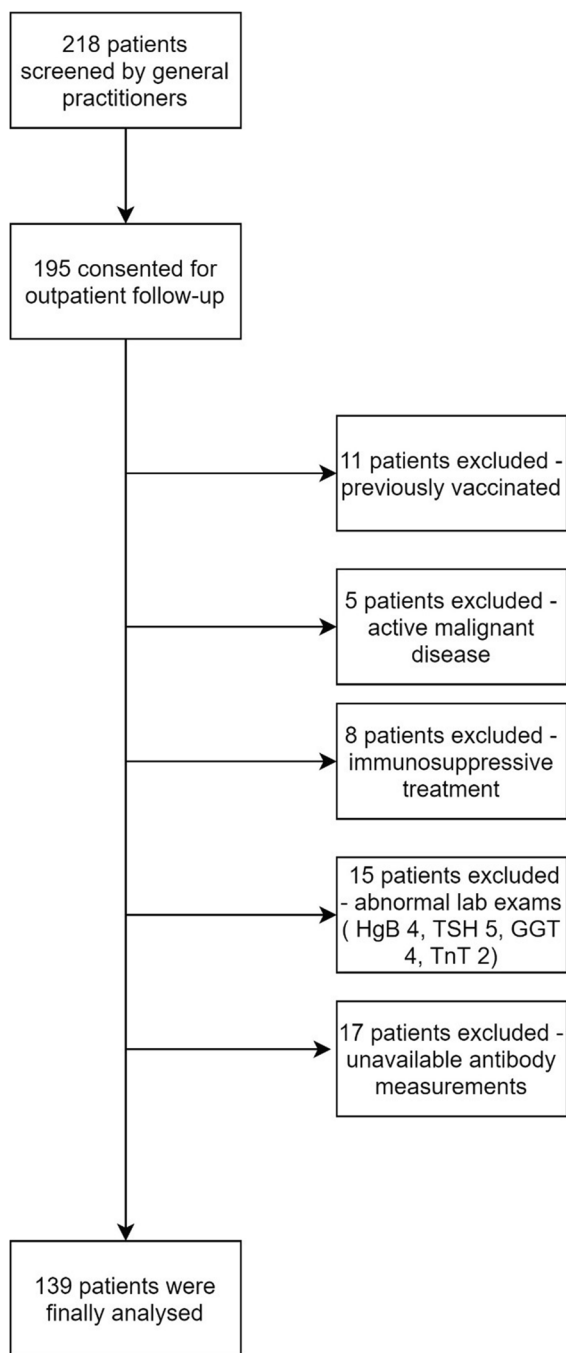 218 patients
screened by general
practitioners
195 consented for
outpatient follow-up
11 patients excluded -
previously vaccinated
5 patients excluded -
active malignant
disease
8 patients excluded -
immunosuppressive
treatment
15 patients excluded
- abnormal lab exams
( HgB 4, TSH 5, GGT
4, TnT 2)
17 patients excluded -
unavailable antibody
measurements
139 patients were
finally analysed